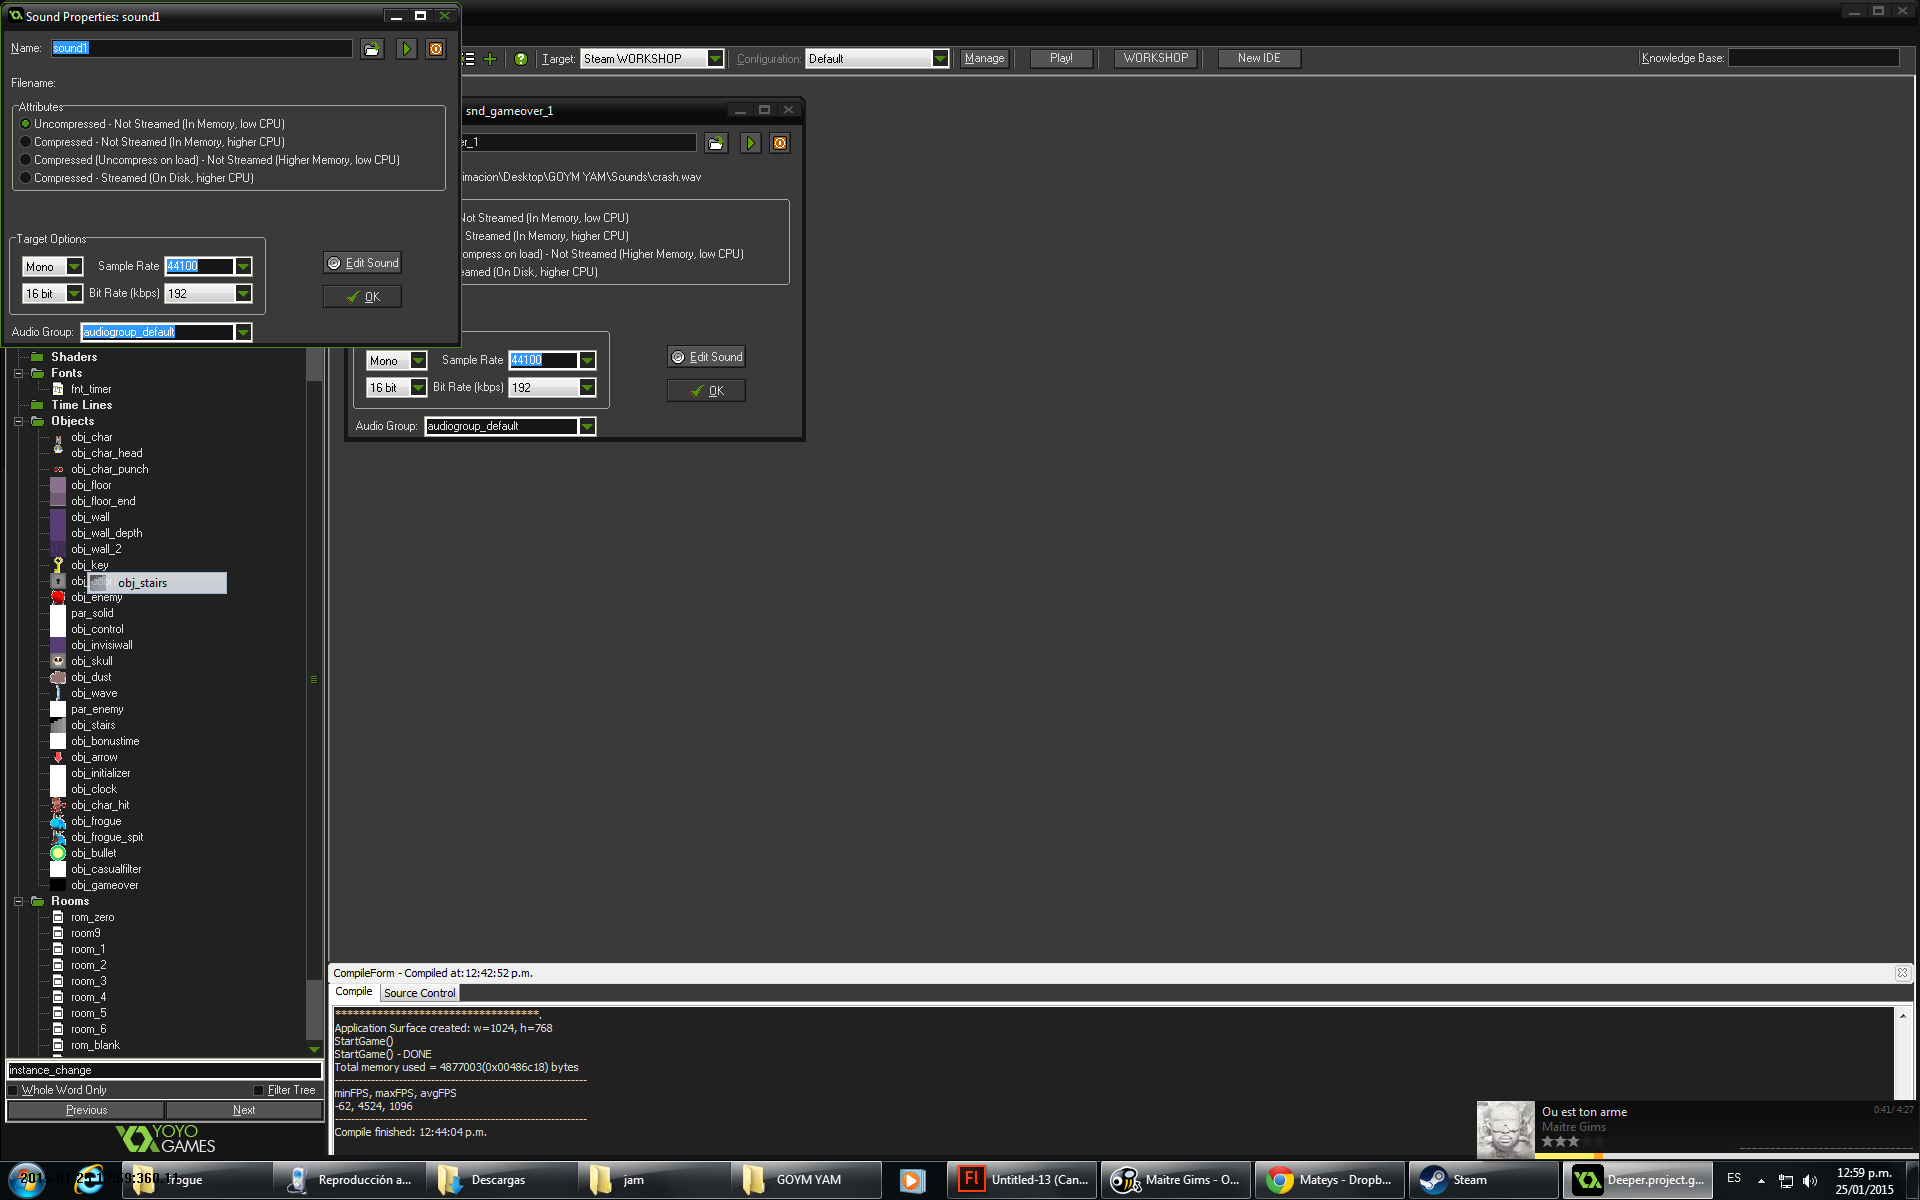 Sound Properties: sound1
Name: sound1
Filename:
Attributes
Uncompressed - Not Streamed (In Memory, low CPU)
Compressed - Not Streamed (In Memory, higher CPU)
Compressed (Uncompress on load) - Not Streamed (Higher Memory, low CPU)
Compressed - Streamed (On Disk, higher CPU)
Target Options
Mono Sample Rate 44100
16 bit Bit Rate (kbps) 192
Edit Sound
OK
Audio Group: audiogroup_default
Target: Steam WORKSHOP Configuration: Default Manage Play! WORKSHOP New IDE Knowledge Base:
snd_gameover_1
er_1
imacion\Desktop\GOYM YAM\Sounds\crash.wav
Not Streamed (In Memory, low CPU)
Streamed (In Memory, higher CPU)
ompress on load) - Not Streamed (Higher Memory, low CPU)
eamed (On Disk, higher CPU)
Mono Sample Rate 44100
16 bit Bit Rate (kbps) 192
Edit Sound
OK
Audio Group: audiogroup_default
Shaders
Fonts
fnt_timer
Time Lines
Objects
obj_char
obj_char_head
obj_char_punch
obj_floor
obj_floor_end
obj_wall
obj_wall_depth
obj_wall_2
obj_key
obj_stairs
obj_enemy
par_solid
obj_control
obj_invisiwall
obj_skull
obj_dust
obj_wave
par_enemy
obj_stairs
obj_bonustime
obj_arrow
obj_initializer
obj_clock
obj_char_hit
obj_frogue
obj_frogue_spit
obj_bullet
obj_casualfilter
obj_gameover
Rooms
rom_zero
room9
room_1
room_2
room_3
room_4
room_5
room_6
rom_blank
instance_change
Whole Word Only Filter Tree
Previous Next
YOYO GAMES
CompileForm - Compiled at: 12:42:52 p.m.
Compile Source Control
***********************************.
Application Surface created: w=1024, h=768
StartGame()
StartGame() - DONE
Total memory used = 4877003(0x00486c18) bytes
minFPS, maxFPS, avgFPS
-62, 4524, 1096
Compile finished: 12:44:04 p.m.
Ou est ton arme 0:41/ 4:27
Maitre Gims
Reproducción a... Descargas jam GOYM YAM Untitled-13 (Can... Maitre Gims - O... Mateys - Dropb... Steam Deeper.project.g... ES
12:59 p.m.
25/01/2015